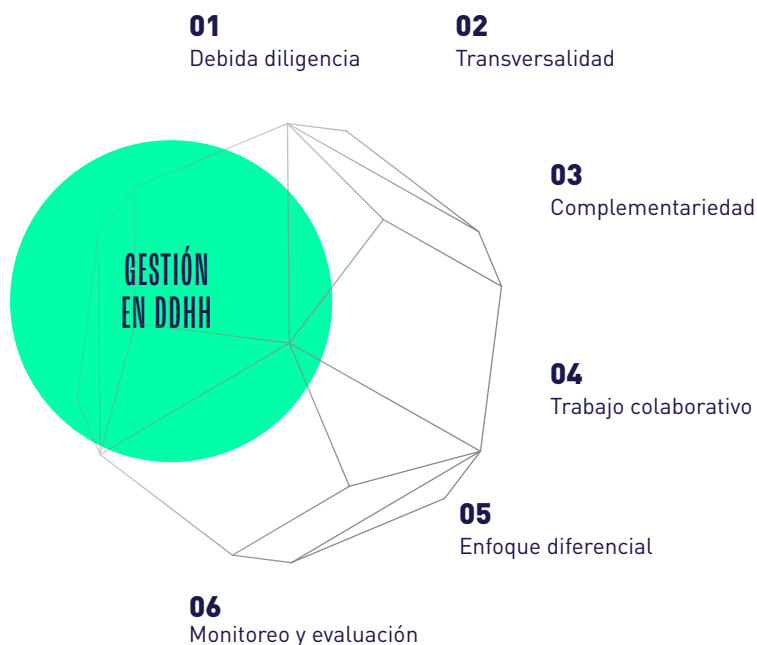 01
Debida diligencia
02
Transversalidad
03
Complementariedad
GESTIÓN
EN DDHH
04
Trabajo colaborativo
05
Enfoque diferencial
06
Monitoreo y evaluación